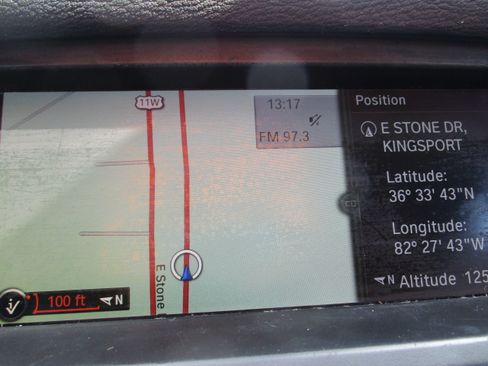 11W
13:17
FM 97.3
E Stone
100 ft
N
Position
E STONE DR,
KINGSPORT
Latitude:
36° 33' 43"N
Longitude:
82° 27' 43"W
N Altitude 125